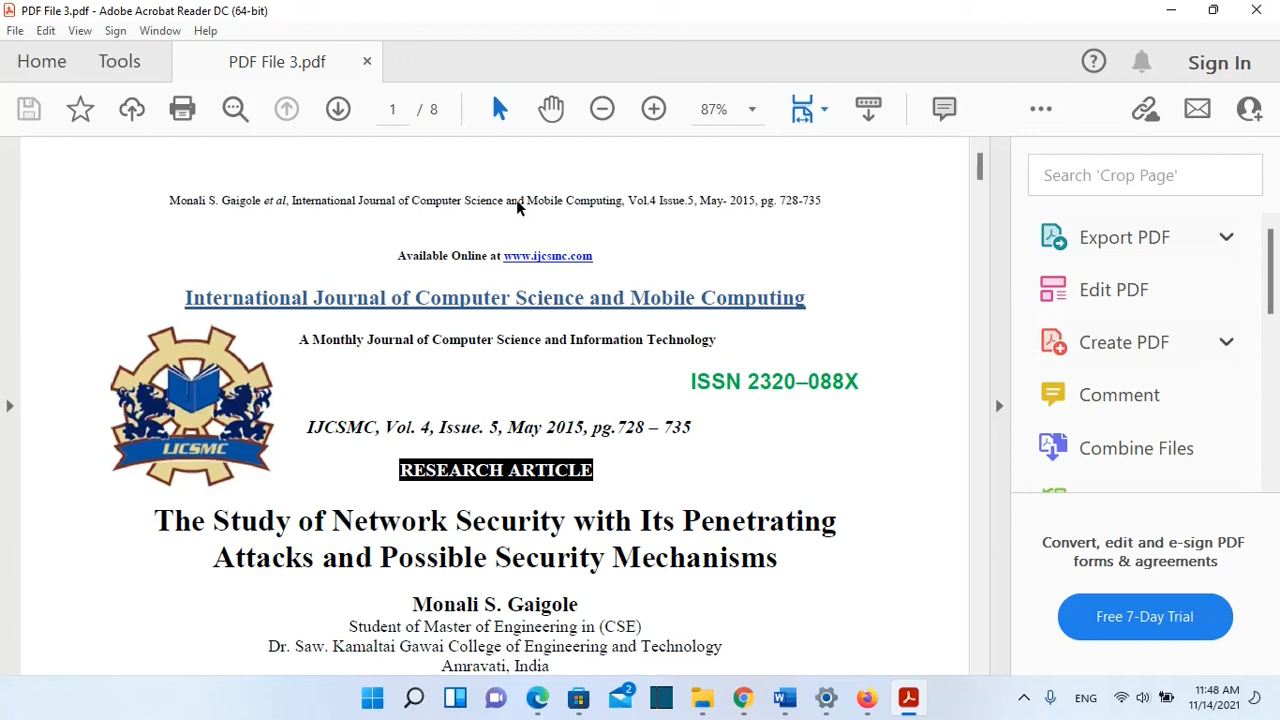 PDF File 3.pdf - Adobe Acrobat Reader DC (64-bit)
File Edit View Sign Window Help
Home Tools PDF File 3.pdf × Sign In
1 / 8 87%
Monali S. Gaigole et al, International Journal of Computer Science and Mobile Computing, Vol.4 Issue.5, May- 2015, pg. 728-735
Available Online at www.ijcsmc.com
International Journal of Computer Science and Mobile Computing
A Monthly Journal of Computer Science and Information Technology
ISSN 2320–088X
IJCSMC
IJCSMC, Vol. 4, Issue. 5, May 2015, pg.728 – 735
RESEARCH ARTICLE
The Study of Network Security with Its Penetrating
Attacks and Possible Security Mechanisms
Monali S. Gaigole
Student of Master of Engineering in (CSE)
Dr. Saw. Kamaltai Gawai College of Engineering and Technology
Amravati, India
Search 'Crop Page'
Export PDF
Edit PDF
Create PDF
Comment
Combine Files
Convert, edit and e-sign PDF
forms & agreements
Free 7-Day Trial
2
ENG
11:48 AM
11/14/2021